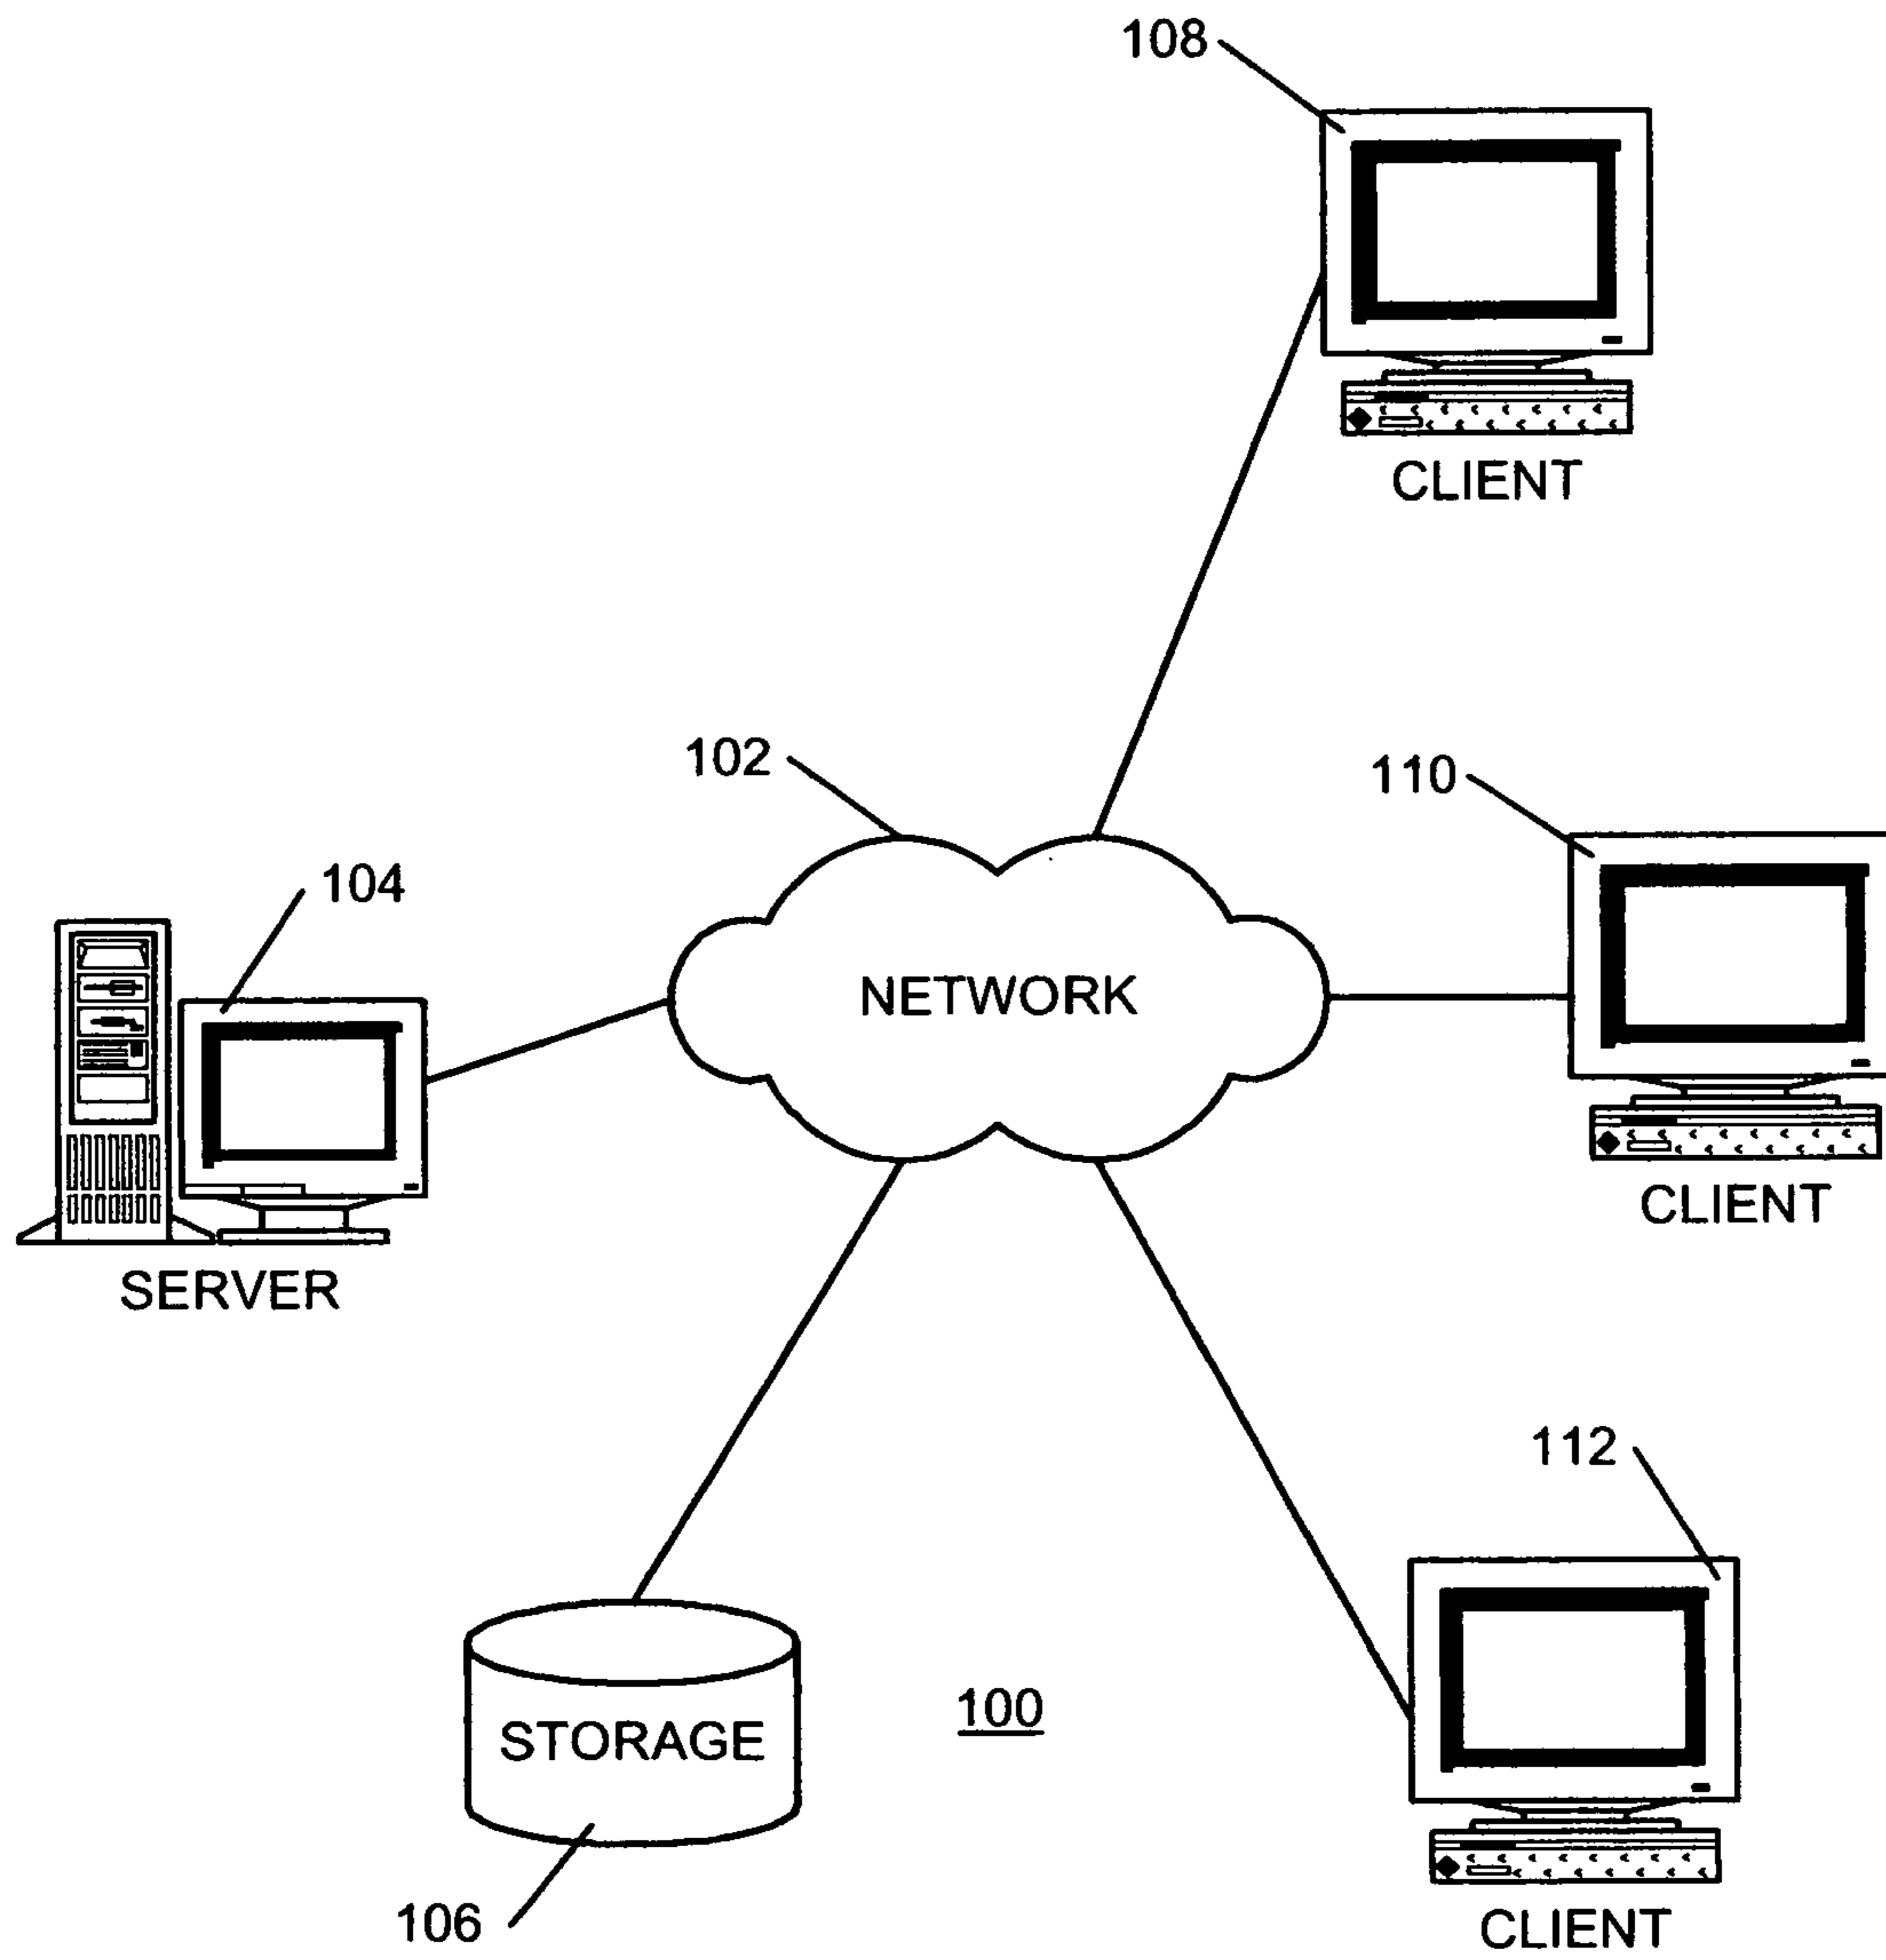 108
CLIENT
102
110
104
NETWORK
CLIENT
SERVER
112
100
STORAGE
106
CLIENT